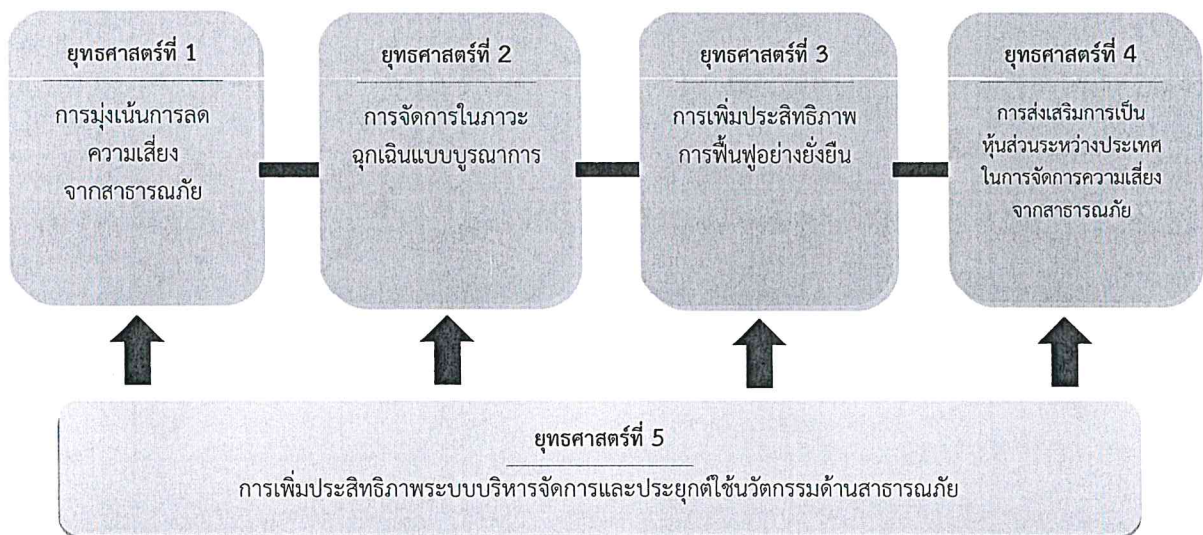 ยุทธศาสตร์ที่ 1
การมุ่งเน้นการลด
ความเสี่ยง
จากสาธารณภัย
ยุทธศาสตร์ที่ 2
การจัดการในภาวะ
ฉุกเฉินแบบบูรณาการ
ยุทธศาสตร์ที่ 3
การเพิ่มประสิทธิภาพ
การฟื้นฟูอย่างยั่งยืน
ยุทธศาสตร์ที่ 4
การส่งเสริมการเป็น
หุ้นส่วนระหว่างประเทศ
ในการจัดการความเสี่ยง
จากสาธารณภัย
ยุทธศาสตร์ที่ 5
การเพิ่มประสิทธิภาพระบบบริหารจัดการและประยุกต์ใช้นวัตกรรมด้านสาธารณภัย